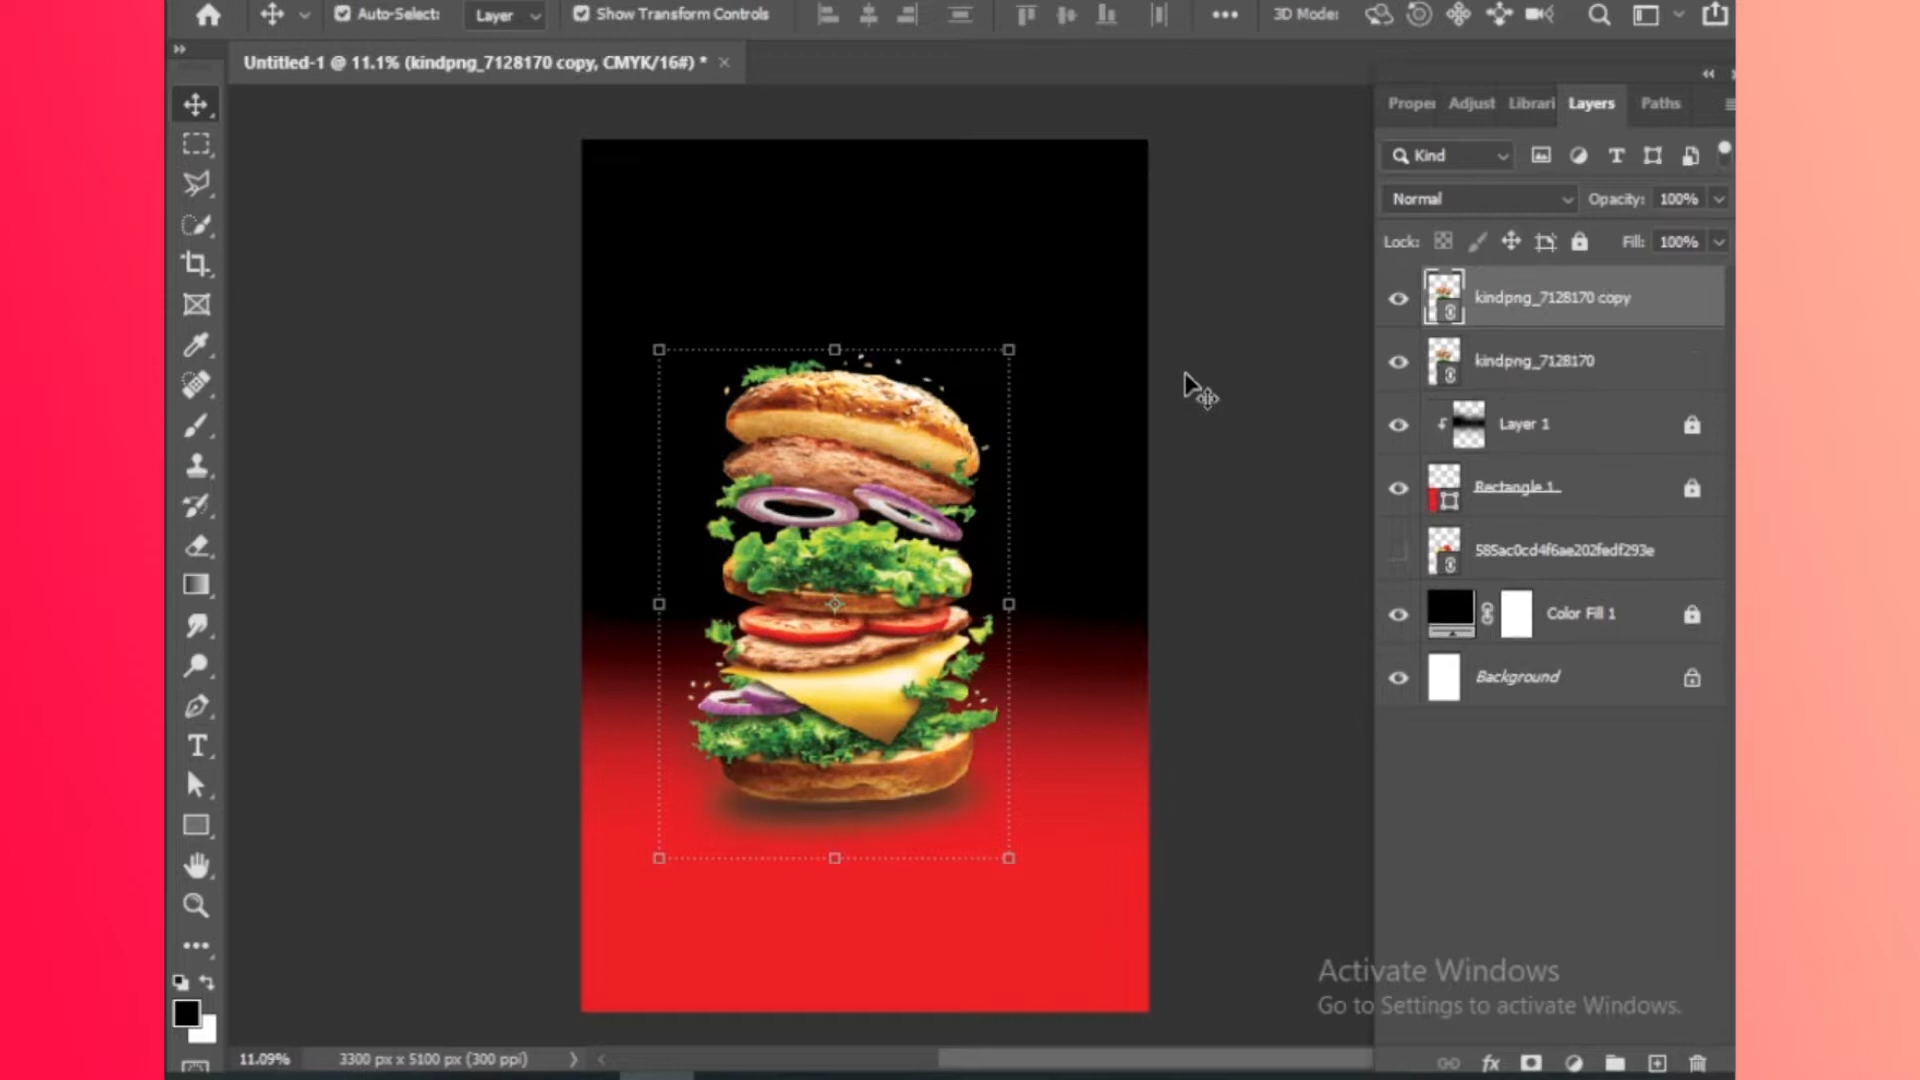 Auto-Select:
Layer
Show Transform Controls
3D Mode:
Untitled-1 @ 11.1% (kindpng_7128170 copy, CMYK/16#) *
Proper
Adjust
Librari
Layers
Paths
Kind
Normal
Opacity: 100%
Lock:
Fill: 100%
kindpng_7128170 copy
kindpng_7128170
Layer 1
Rectangle 1
585ac0cd4f6ae202fedf293e
Color Fill 1
Background
Activate Windows
Go to Settings to activate Windows.
11.09%
3300 px x 5100 px (300 ppi)